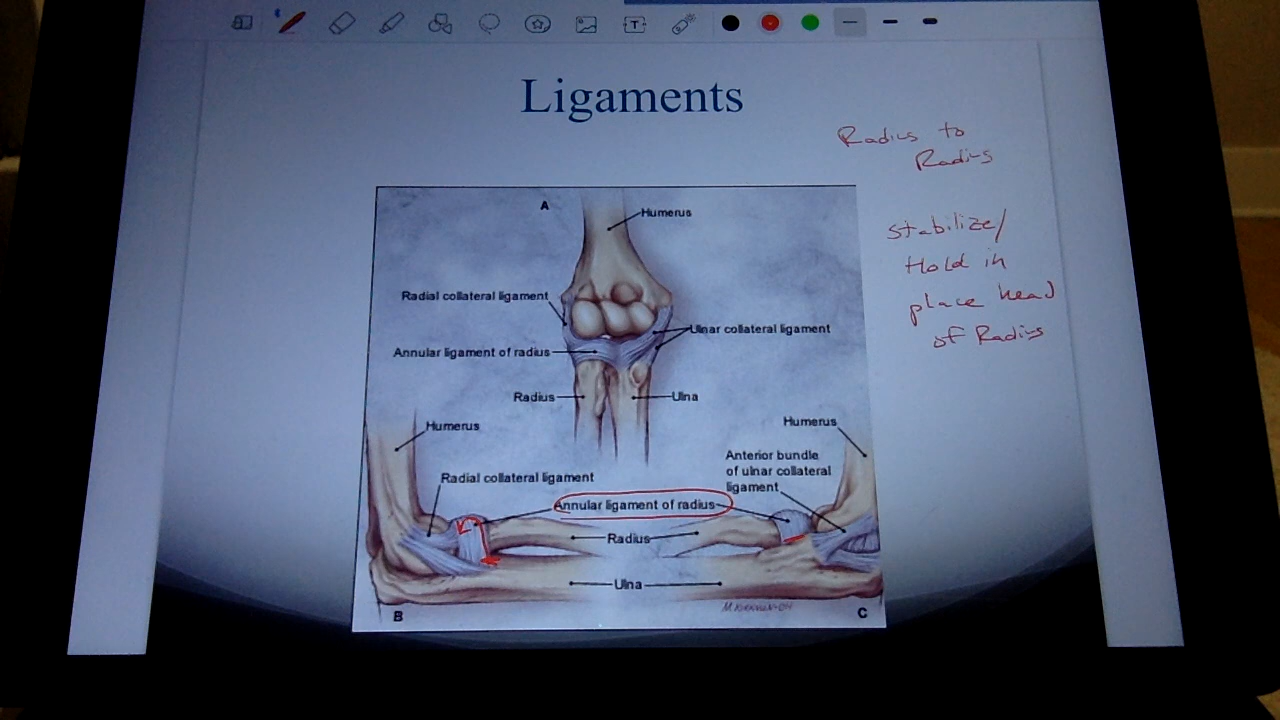 T
Ligaments
Radius to
Radius
Stabilize/
Hold in
place head
of Radius
A
Humerus
Radial collateral ligament
Ulnar collateral ligament
Annular ligament of radius
Radius
Ulna
Humerus
Humerus
Radial collateral ligament
Anterior bundle
of ulnar collateral
ligament
Annular ligament of radius
Radius
Ulna
B
C